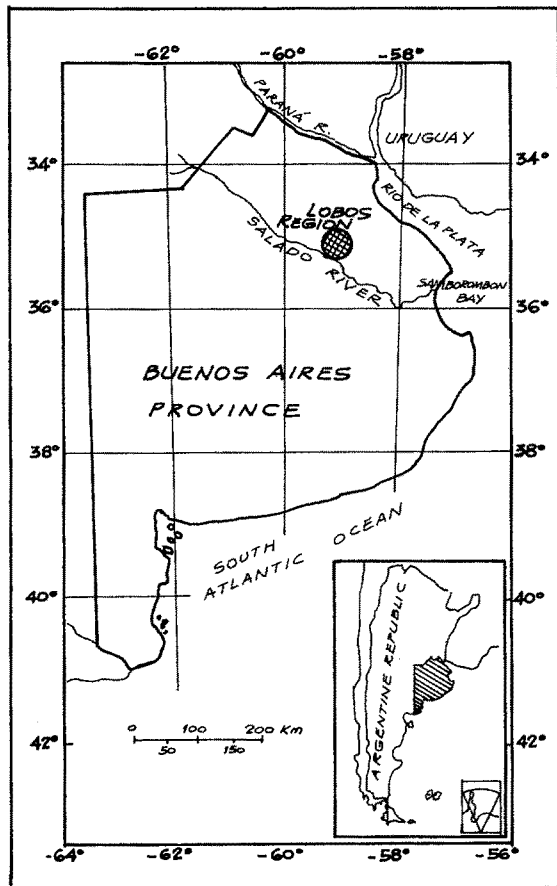 -62° -60° -58°
PARANÁ R.
URUGUAY
34° 34°
RIO DE LA PLATA
LOBOS
REGION
SALADO RIVER
SAMBOROMBON
BAY
36° 36°
BUENOS AIRES
PROVINCE
38° 38°
SOUTH
ATLANTIC OCEAN
40° 40°
ARGENTINE REPUBLIC
0 100 200 Km
50 150
42° 42°
-64° -62° -60° -58° -56°